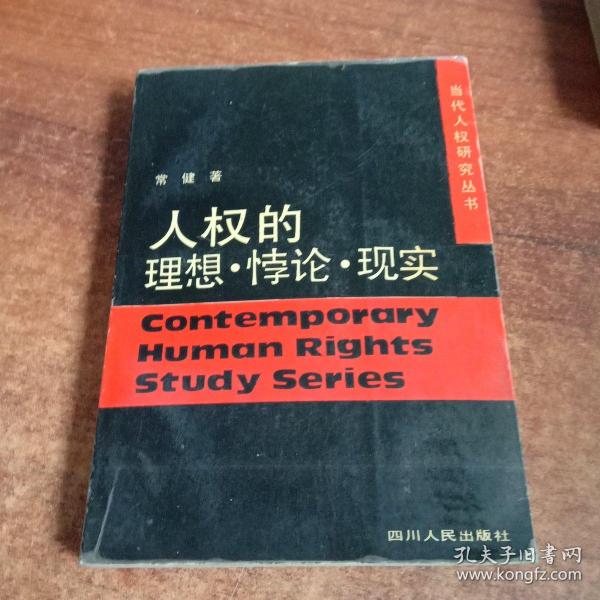 当代人权研究丛书
常健著
人权的
理想·悖论·现实
Contemporary
Human Rights
Study Series
四川人民出版社
孔夫子旧书网
www.kongfz.com